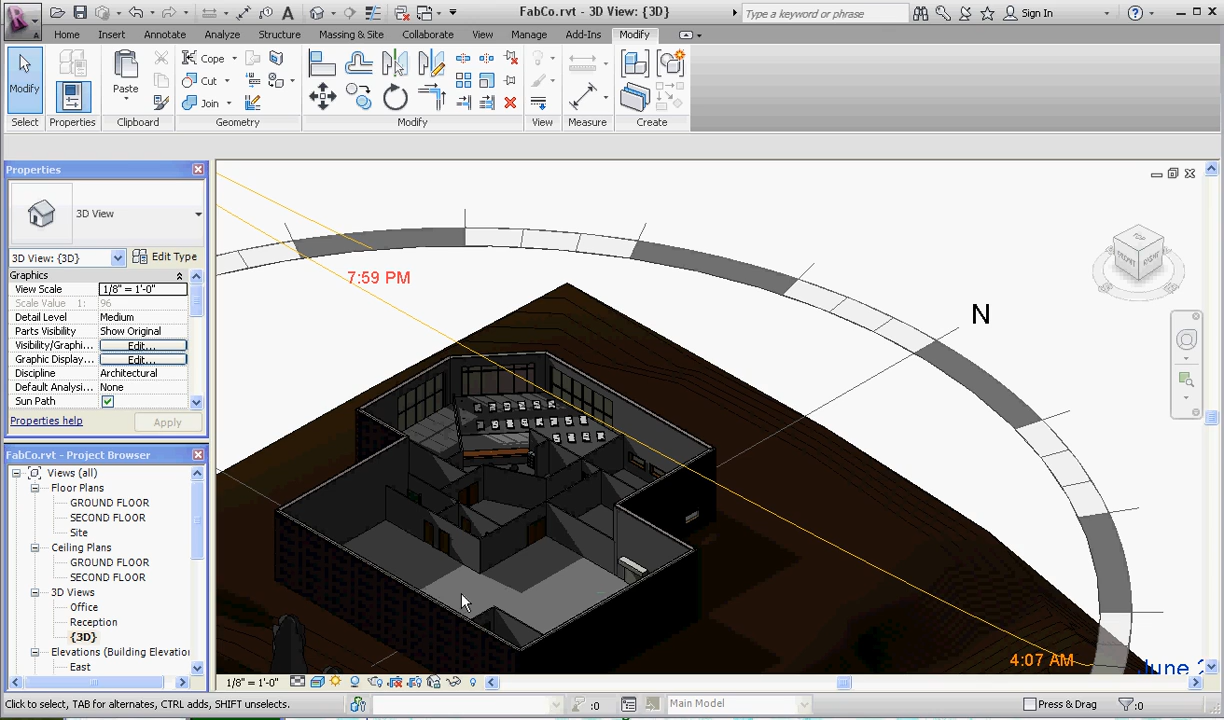 FabCo.rvt - 3D View: {3D}
Type a keyword or phrase
Sign In
Home
Insert
Annotate
Analyze
Structure
Massing & Site
Collaborate
View
Manage
Add-Ins
Modify
Modify
Cope
Cut
Join
Paste
Select
Properties
Clipboard
Geometry
Modify
View
Measure
Create
Properties
3D View
3D View: {3D}
Edit Type
Graphics
View Scale
1/8" = 1'-0"
Scale Value 1:
96
Detail Level
Medium
Parts Visibility
Show Original
Visibility/Graphi...
Edit...
Graphic Display...
Edit...
Discipline
Architectural
Default Analysi...
None
Sun Path
Properties help
Apply
FabCo.rvt - Project Browser
Views (all)
Floor Plans
GROUND FLOOR
SECOND FLOOR
Site
Ceiling Plans
GROUND FLOOR
SECOND FLOOR
3D Views
Office
Reception
{3D}
Elevations (Building Elevation
East
7:59 PM
N
TOP
FRONT
RIGHT
4:07 AM
June 2
1/8" = 1'-0"
Click to select, TAB for alternates, CTRL adds, SHIFT unselects.
:0
Main Model
Press & Drag
:0